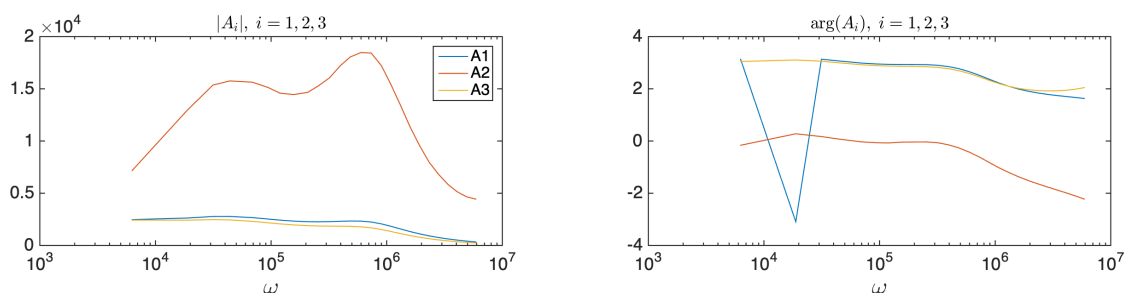 |A_i|, i = 1, 2, 3
2 ×10^4
1.5
1
0.5
0
10^3 10^4 10^5 10^6 10^7
ω
A1
A2
A3
arg(A_i), i = 1, 2, 3
4
2
0
-2
-4
10^3 10^4 10^5 10^6 10^7
ω